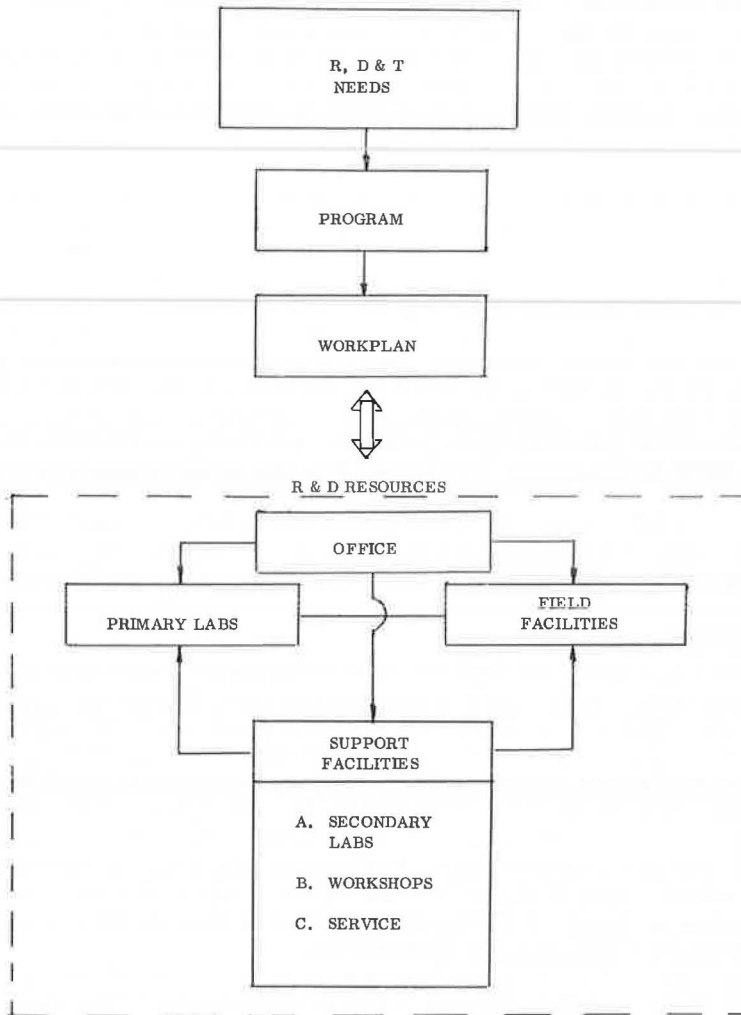 R, D & T
NEEDS
PROGRAM
WORKPLAN
R & D RESOURCES
OFFICE
PRIMARY LABS
FIELD
FACILITIES
SUPPORT
FACILITIES
A. SECONDARY
LABS
B. WORKSHOPS
C. SERVICE